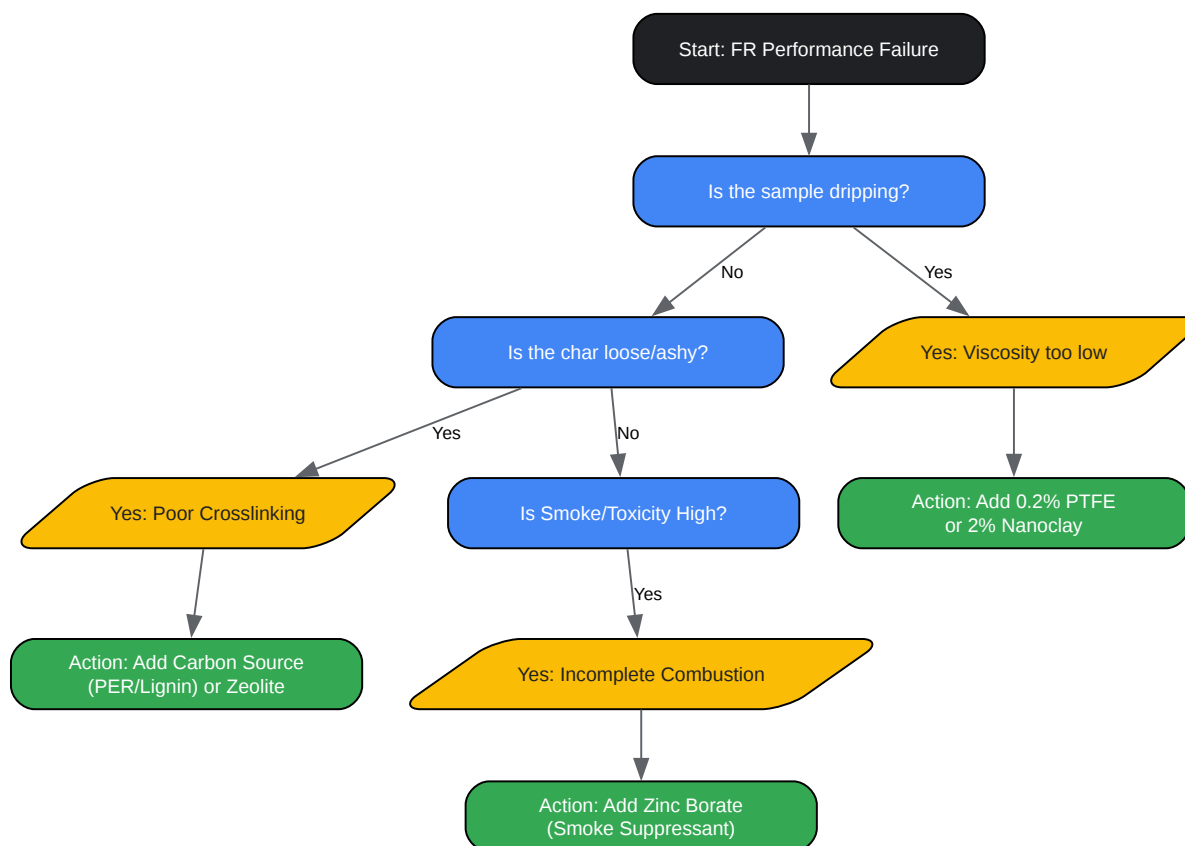 Start: FR Performance Failure
Is the sample dripping?
No
Yes
Is the char loose/ashy?
Yes: Viscosity too low
Yes
No
Yes: Poor Crosslinking
Is Smoke/Toxicity High?
Action: Add 0.2% PTFE
or 2% Nanoclay
Yes
Action: Add Carbon Source
(PER/Lignin) or Zeolite
Yes: Incomplete Combustion
Action: Add Zinc Borate
(Smoke Suppressant)